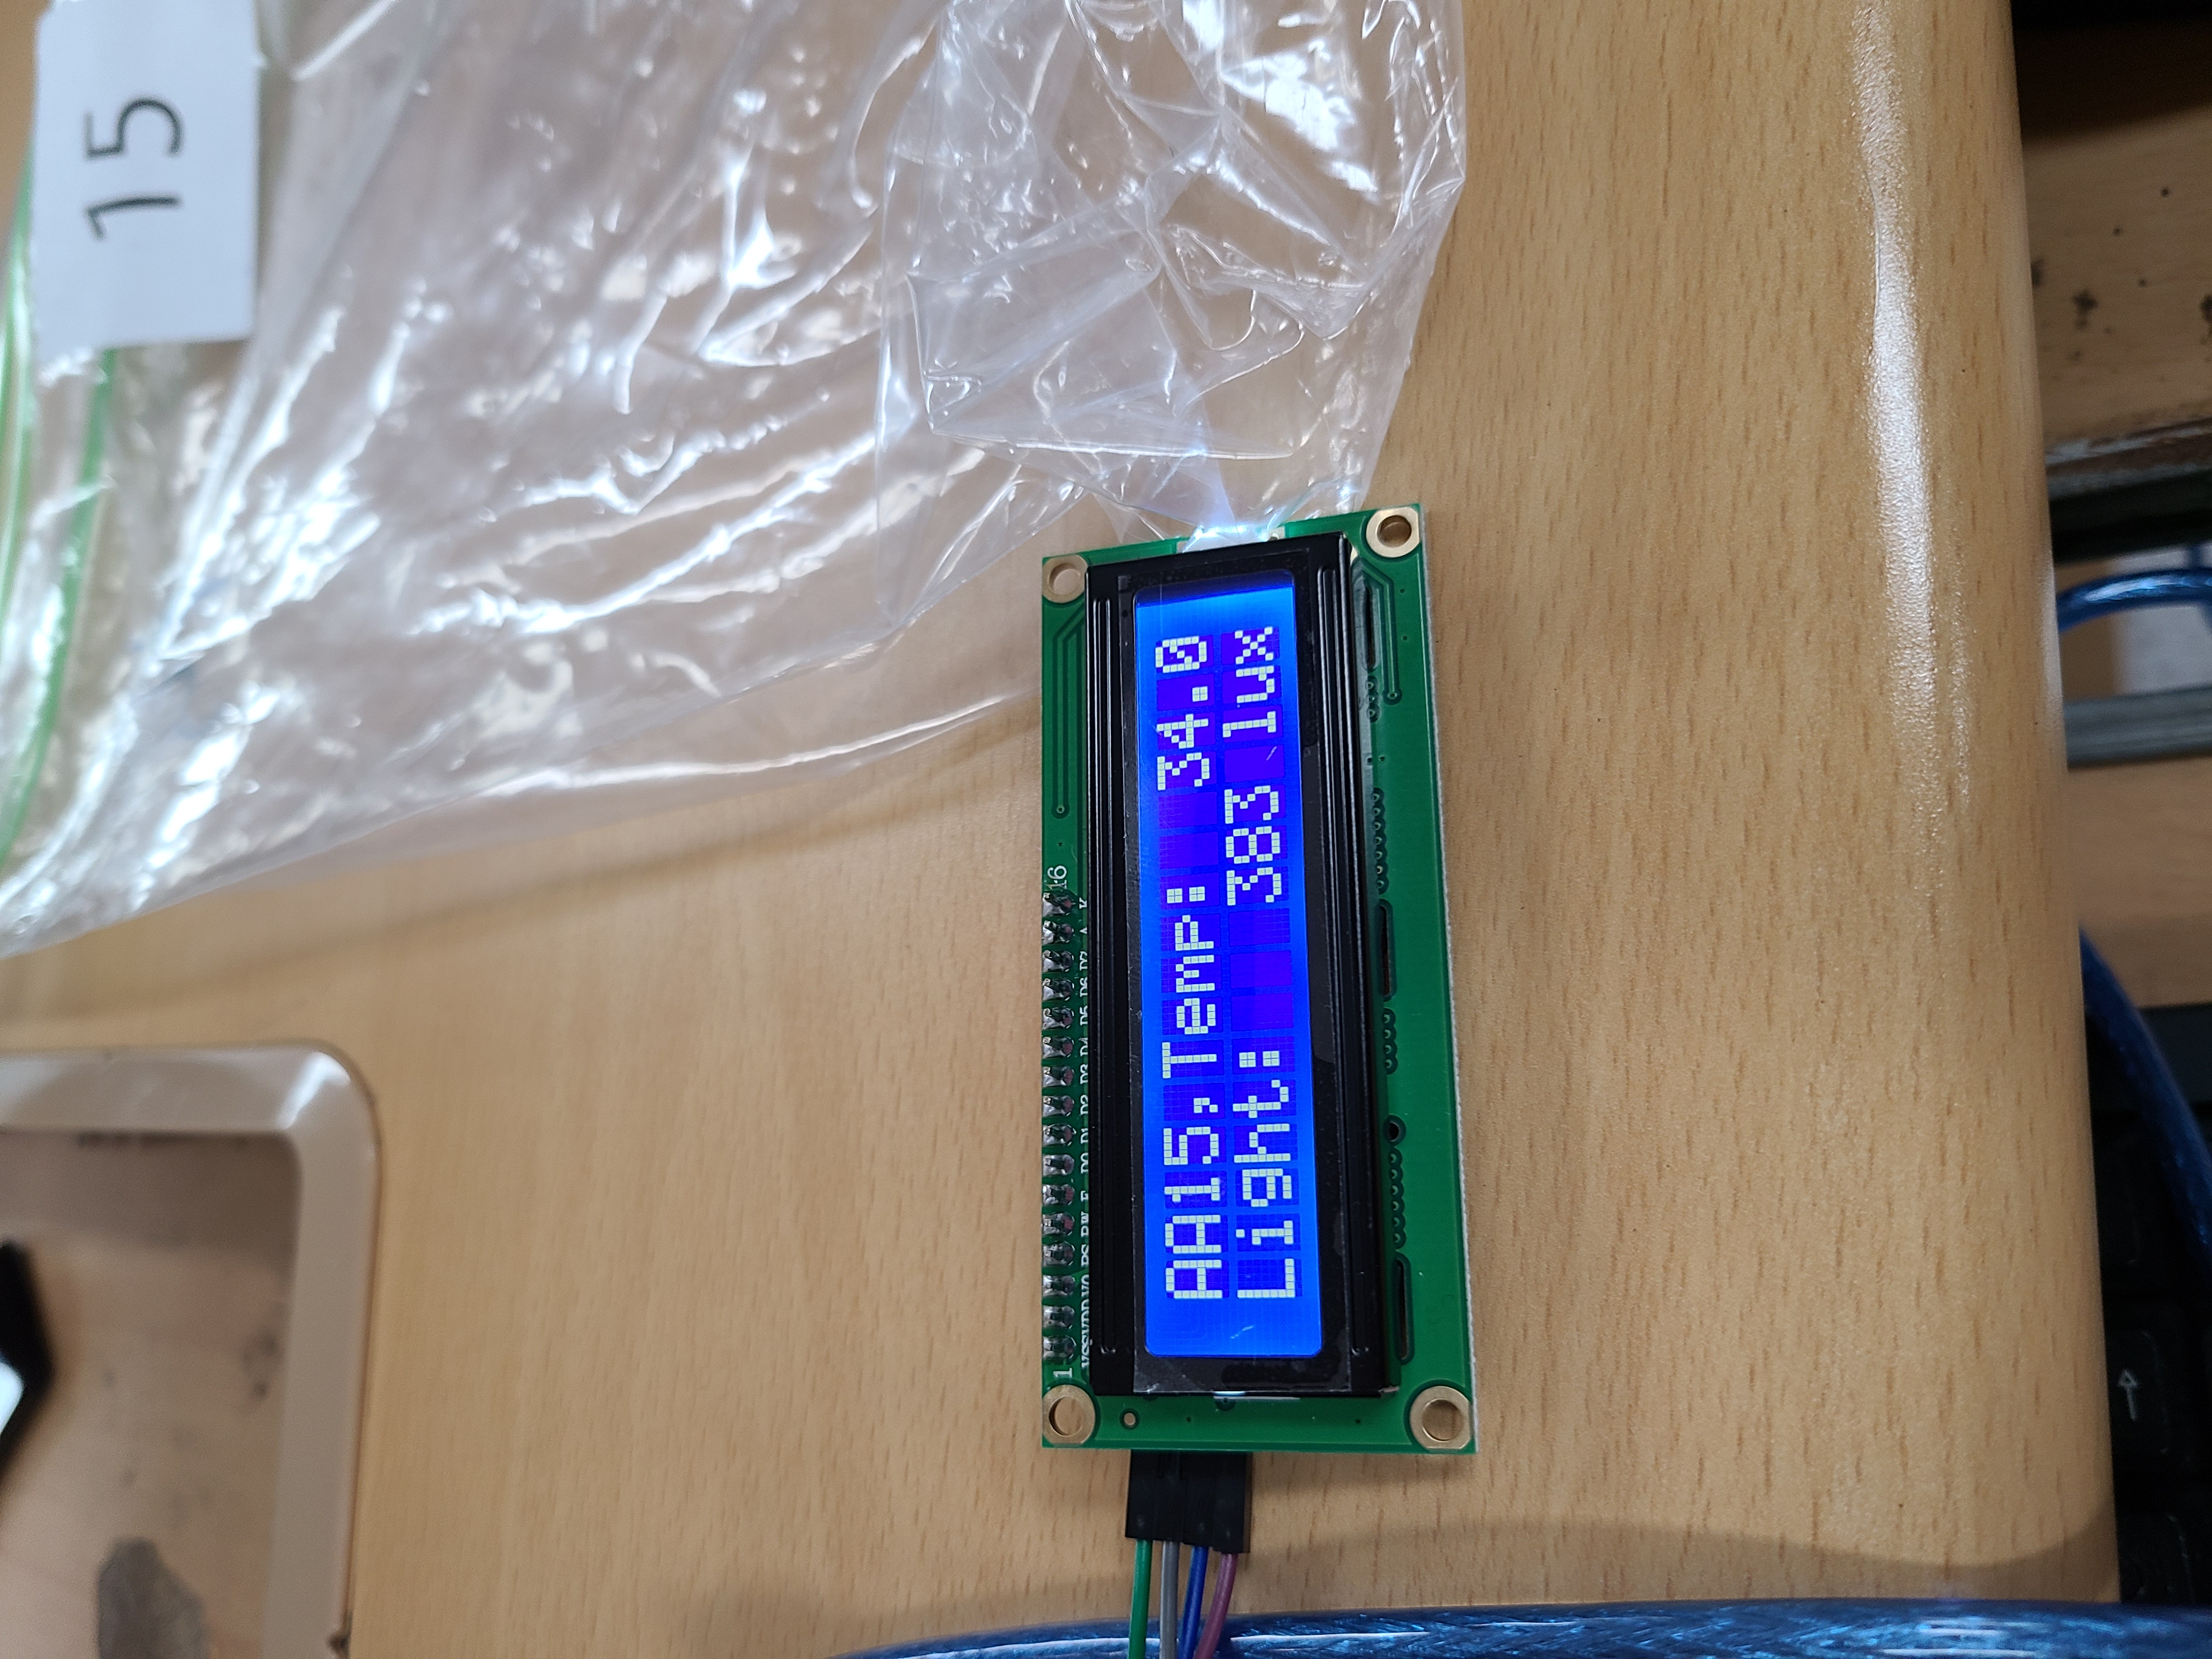 15
1 16
VSS VDD V0 RS RW E D0 D1 D2 D3 D4 D5 D6 D7 A K
AA15,Temp: 34.0
Light: 383 lux